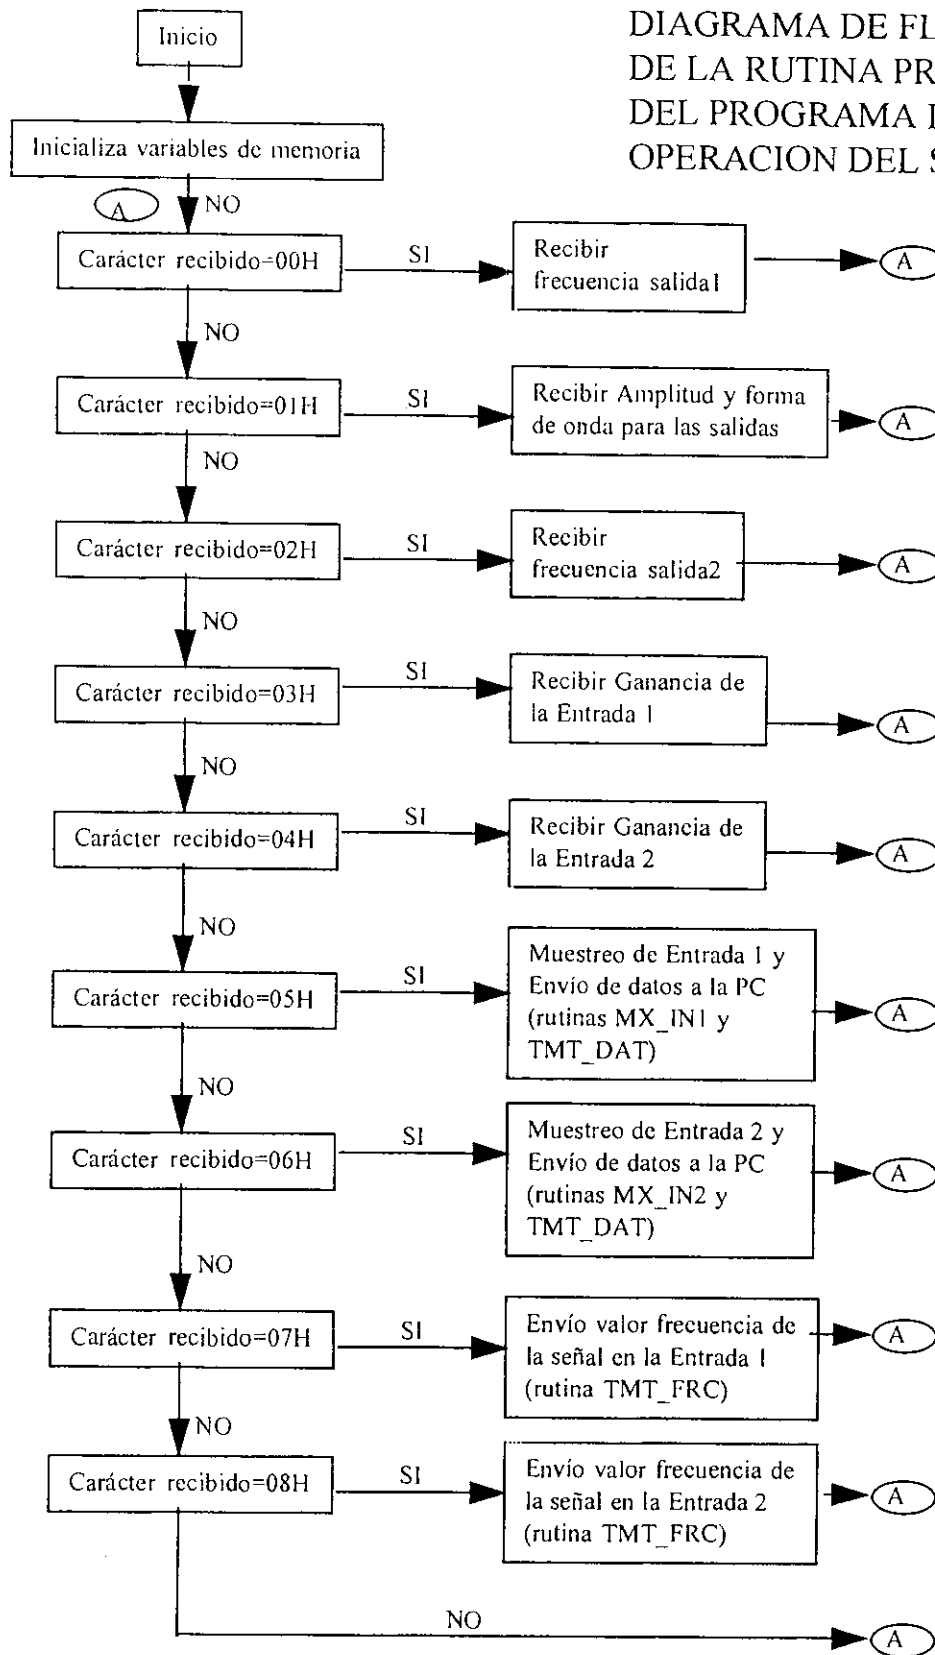 DIAGRAMA DE FL
DE LA RUTINA PR
DEL PROGRAMA
OPERACION DEL
Inicio
Inicializa variables de memoria
A
NO
Carácter recibido=00H
SI
Recibir
frecuencia salida1
A
NO
Carácter recibido=01H
SI
Recibir Amplitud y forma
de onda para las salidas
A
NO
Carácter recibido=02H
SI
Recibir
frecuencia salida2
A
NO
Carácter recibido=03H
SI
Recibir Ganancia de
la Entrada 1
A
NO
Carácter recibido=04H
SI
Recibir Ganancia de
la Entrada 2
A
NO
Carácter recibido=05H
SI
Muestreo de Entrada 1 y
Envío de datos a la PC
(rutinas MX_IN1 y
TMT_DAT)
A
NO
Carácter recibido=06H
SI
Muestreo de Entrada 2 y
Envío de datos a la PC
(rutinas MX_IN2 y
TMT_DAT)
A
NO
Carácter recibido=07H
SI
Envío valor frecuencia de
la señal en la Entrada 1
(rutina TMT_FRC)
A
NO
Carácter recibido=08H
SI
Envío valor frecuencia de
la señal en la Entrada 2
(rutina TMT_FRC)
A
NO
A